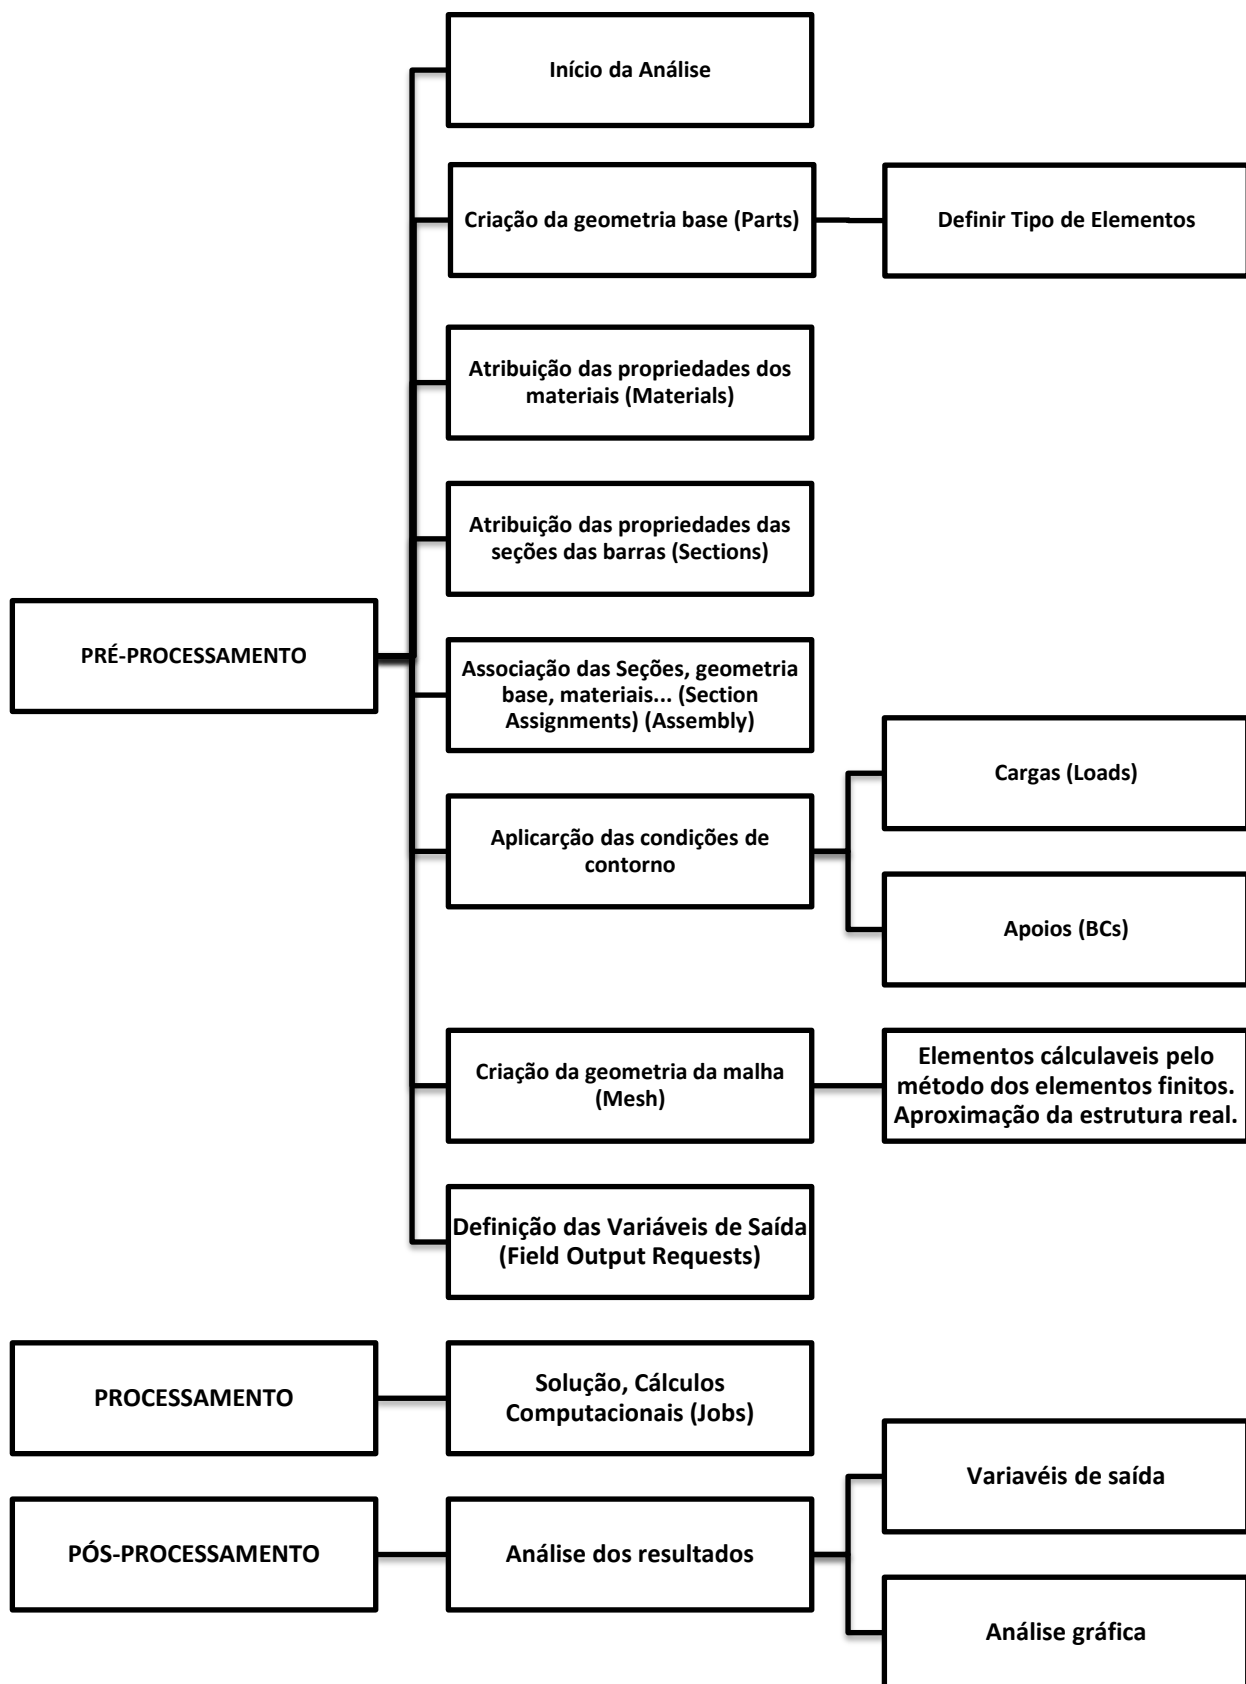 Início da Análise
Criação da geometria base (Parts)
Definir Tipo de Elementos
Atribuição das propriedades dos
materiais (Materials)
Atribuição das propriedades das
seções das barras (Sections)
PRÉ-PROCESSAMENTO
Associação das Seções, geometria
base, materiais... (Section
Assignments) (Assembly)
Aplicarção das condições de
contorno
Cargas (Loads)
Apoios (BCs)
Criação da geometria da malha
(Mesh)
Elementos cálculaveis pelo
método dos elementos finitos.
Aproximação da estrutura real.
Definição das Variáveis de Saída
(Field Output Requests)
PROCESSAMENTO
Solução, Cálculos
Computacionais (Jobs)
PÓS-PROCESSAMENTO
Análise dos resultados
Variavéis de saída
Análise gráfica